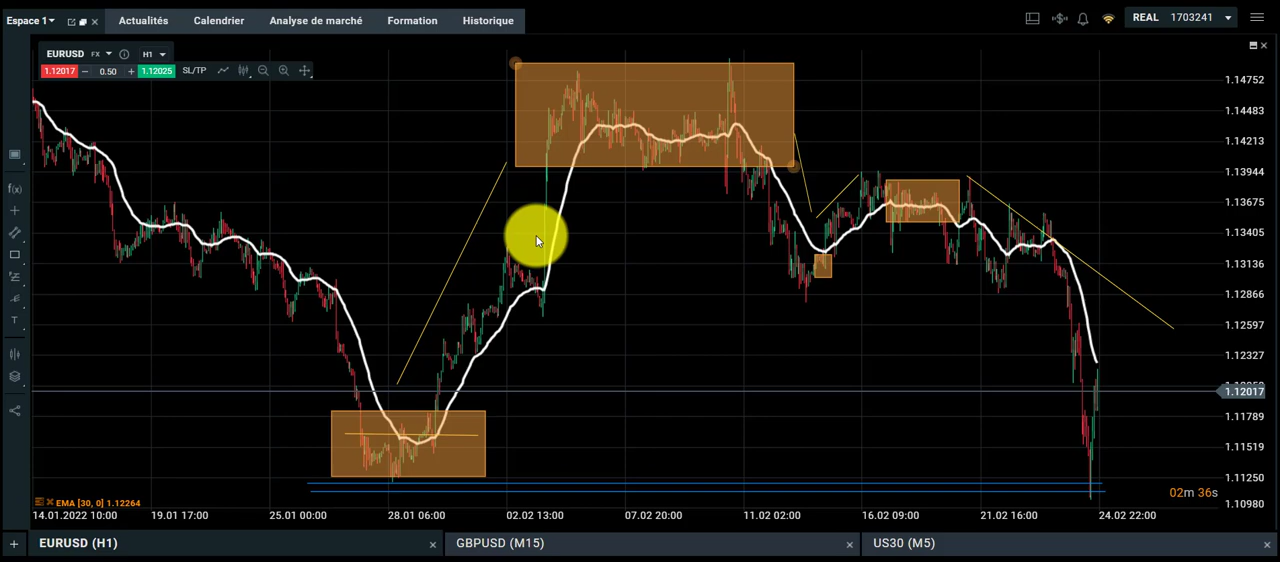 Espace 1
Actualités
Calendrier
Analyse de marché
Formation
Historique
REAL 1703241
EURUSD FX H1
1.12017 − 0.50 + 1.12025 SL/TP
1.14752
1.14483
1.14213
1.13944
1.13675
1.13405
1.13136
1.12866
1.12597
1.12327
1.12017
1.11789
1.11519
1.11250
1.10980
f(x)
T
02m 36s
EMA [30, 0] 1.12264
14.01.2022 10:00 19.01 17:00 25.01 00:00 28.01 06:00 02.02 13:00 07.02 20:00 11.02 02:00 16.02 09:00 21.02 16:00 24.02 22:00
+ EURUSD (H1) × GBPUSD (M15) × US30 (M5) ×